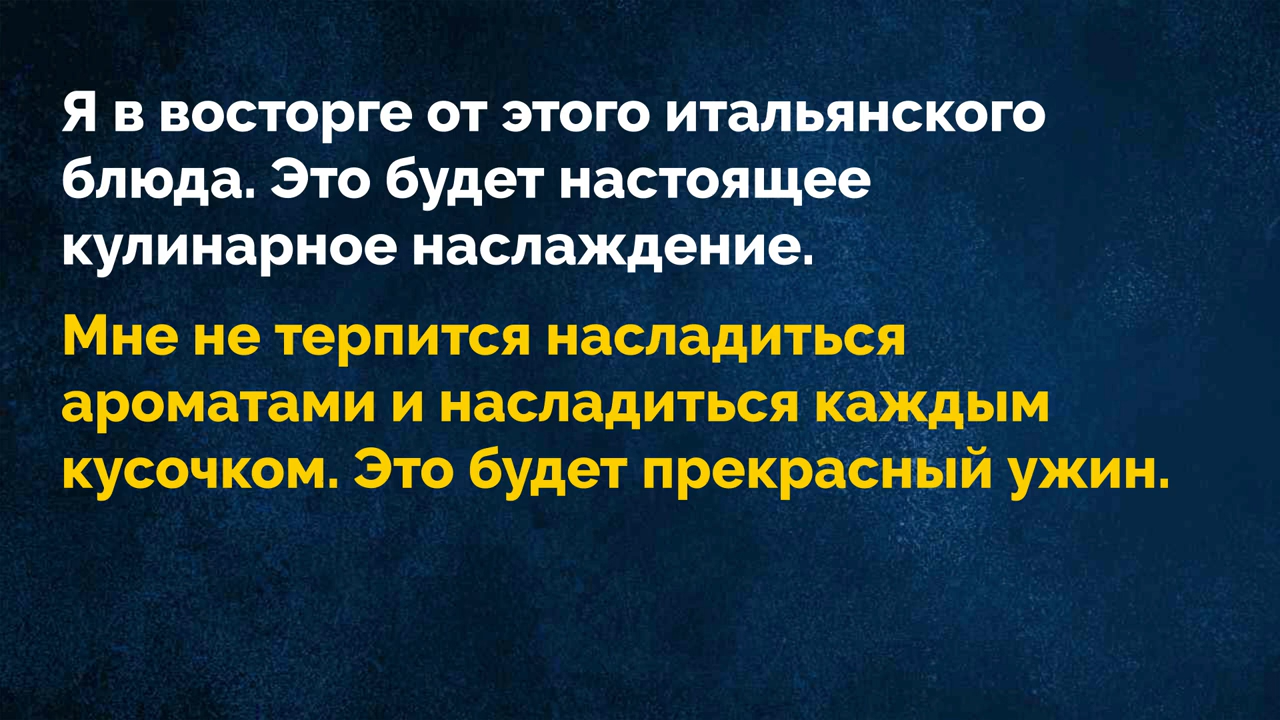 Я в восторге от этого итальянского
блюда. Это будет настоящее
кулинарное наслаждение.
Мне не терпится насладиться
ароматами и насладиться каждым
кусочком. Это будет прекрасный ужин.